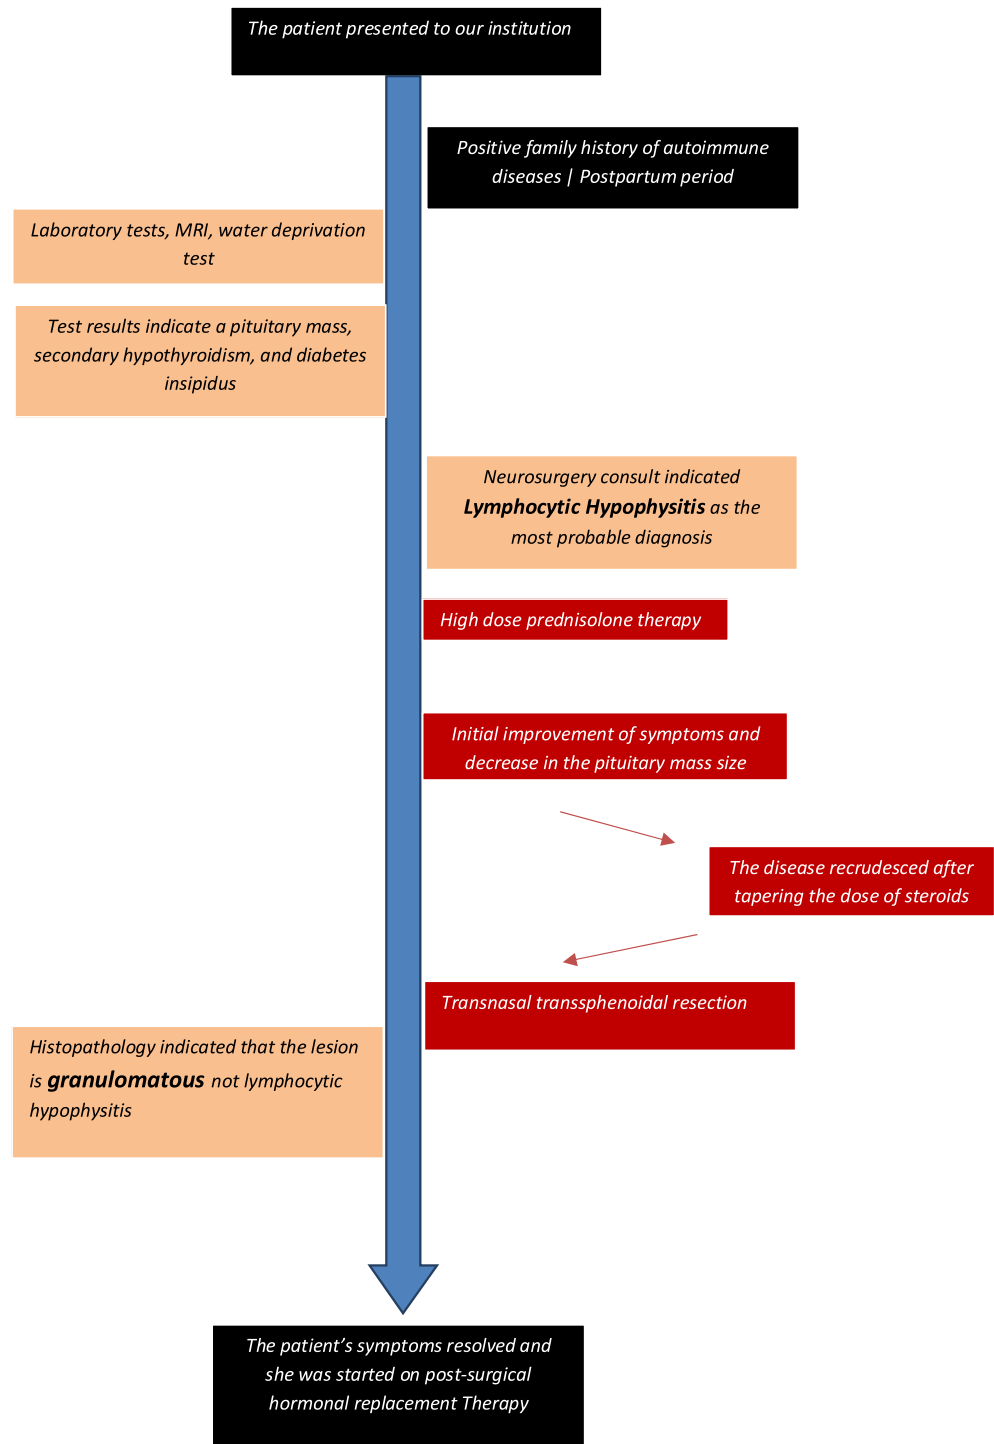 The patient presented to our institution
Positive family history of autoimmune
diseases | Postpartum period
Laboratory tests, MRI, water deprivation
test
Test results indicate a pituitary mass,
secondary hypothyroidism, and diabetes
insipidus
Neurosurgery consult indicated
Lymphocytic Hypophysitis as the
most probable diagnosis
High dose prednisolone therapy
Initial improvement of symptoms and
decrease in the pituitary mass size
The disease recrudesced after
tapering the dose of steroids
Transnasal transsphenoidal resection
Histopathology indicated that the lesion
is granulomatous not lymphocytic
hypophysitis
The patient’s symptoms resolved and
she was started on post-surgical
hormonal replacement Therapy